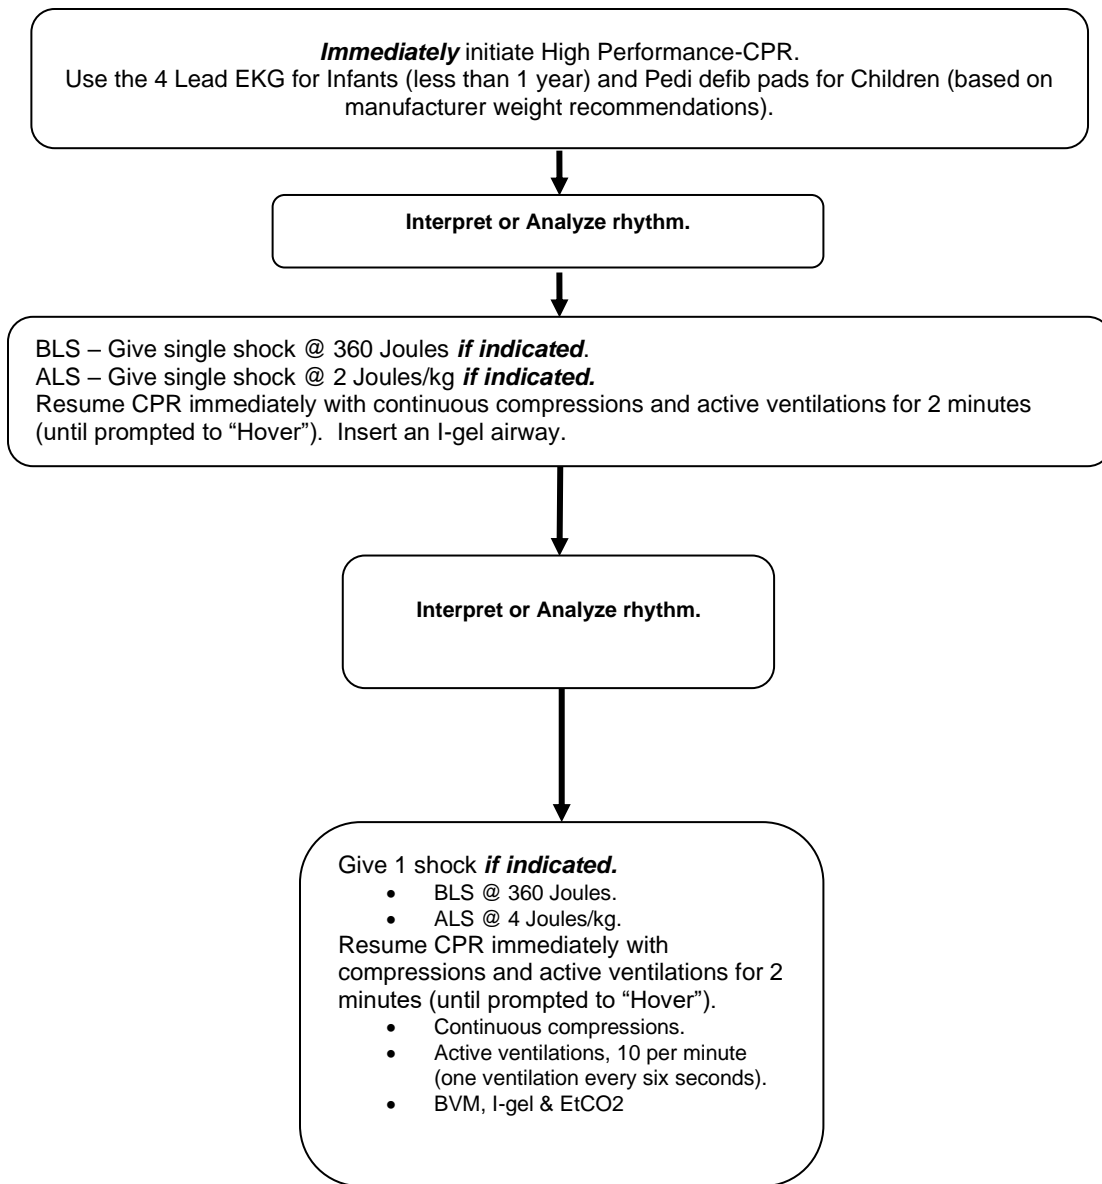 Immediately initiate High Performance-CPR.
Use the 4 Lead EKG for Infants (less than 1 year) and Pedi defib pads for Children (based on
manufacturer weight recommendations).
Interpret or Analyze rhythm.
BLS – Give single shock @ 360 Joules if indicated.
ALS – Give single shock @ 2 Joules/kg if indicated.
Resume CPR immediately with continuous compressions and active ventilations for 2 minutes
(until prompted to “Hover”).  Insert an I-gel airway.
Interpret or Analyze rhythm.
Give 1 shock if indicated.
• BLS @ 360 Joules.
• ALS @ 4 Joules/kg.
Resume CPR immediately with
compressions and active ventilations for 2
minutes (until prompted to “Hover”).
• Continuous compressions.
• Active ventilations, 10 per minute
(one ventilation every six seconds).
• BVM, I-gel & EtCO2